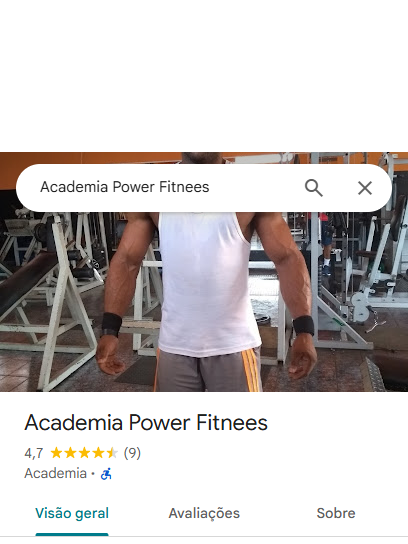 Academia Power Fitnees
Academia Power Fitnees
4,7 (9)
Academia ·
Visão geral Avaliações Sobre